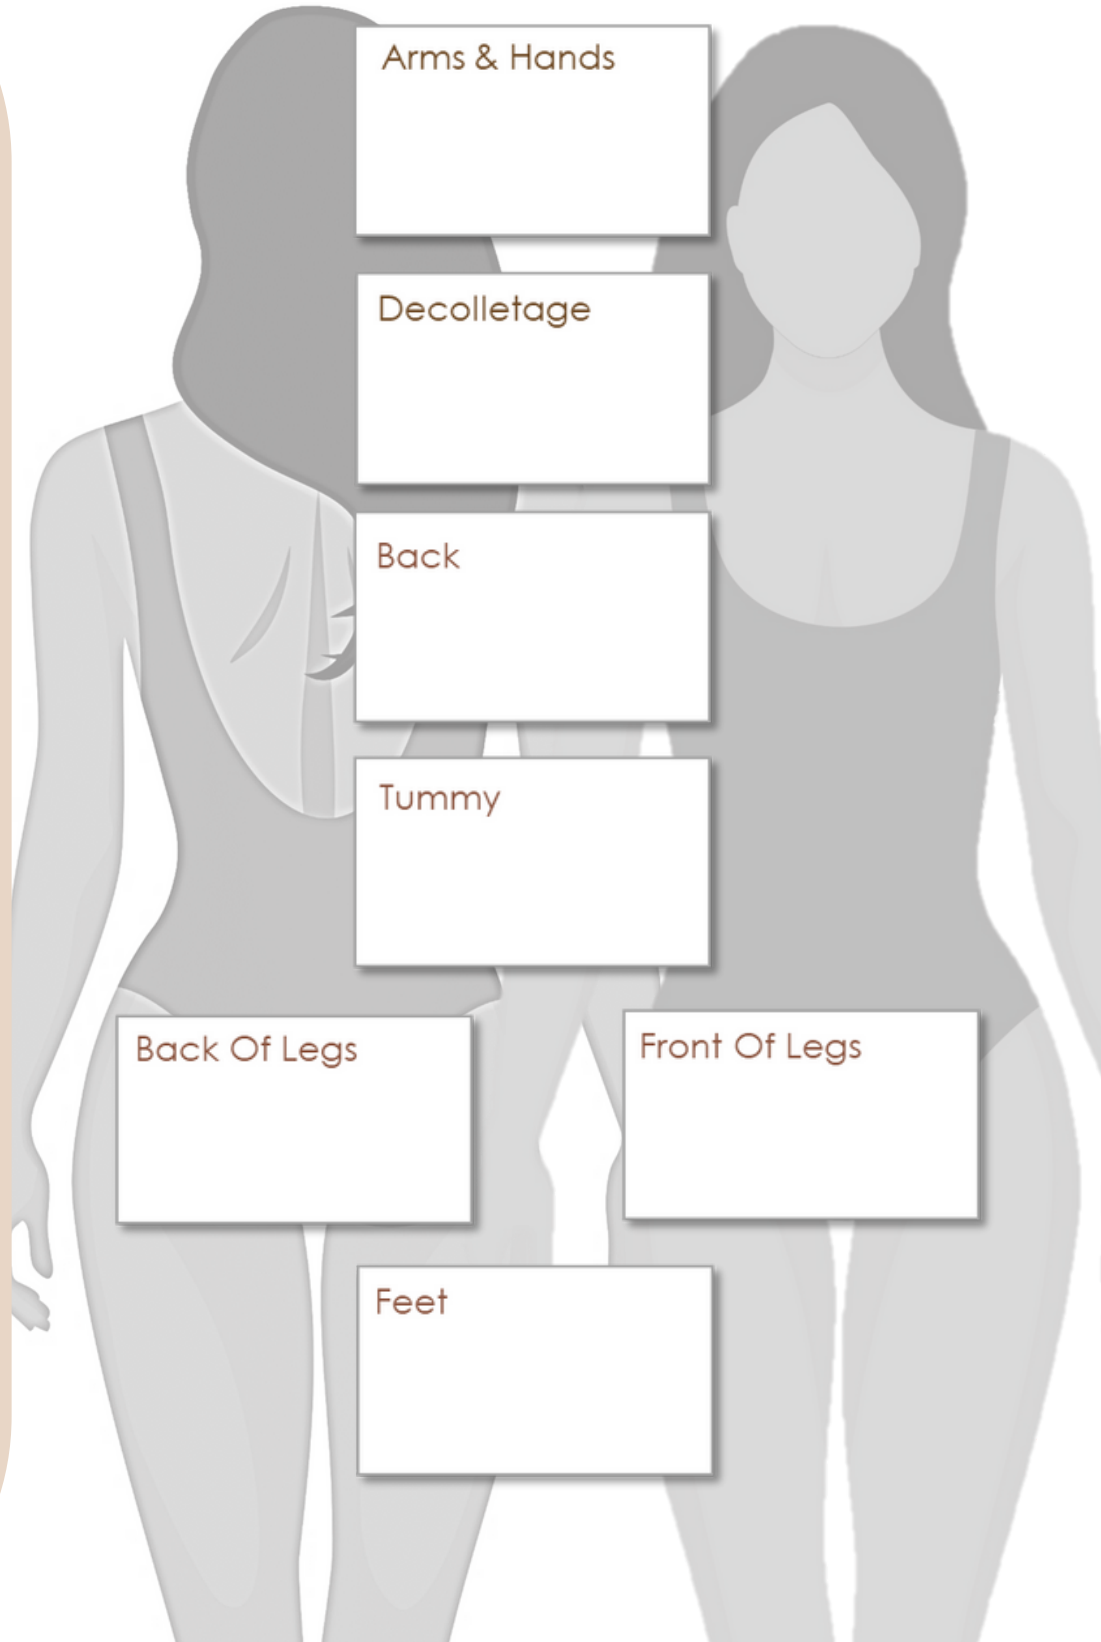 Arms & Hands
Decolletage
Back
Tummy
Back Of Legs
Front Of Legs
Feet